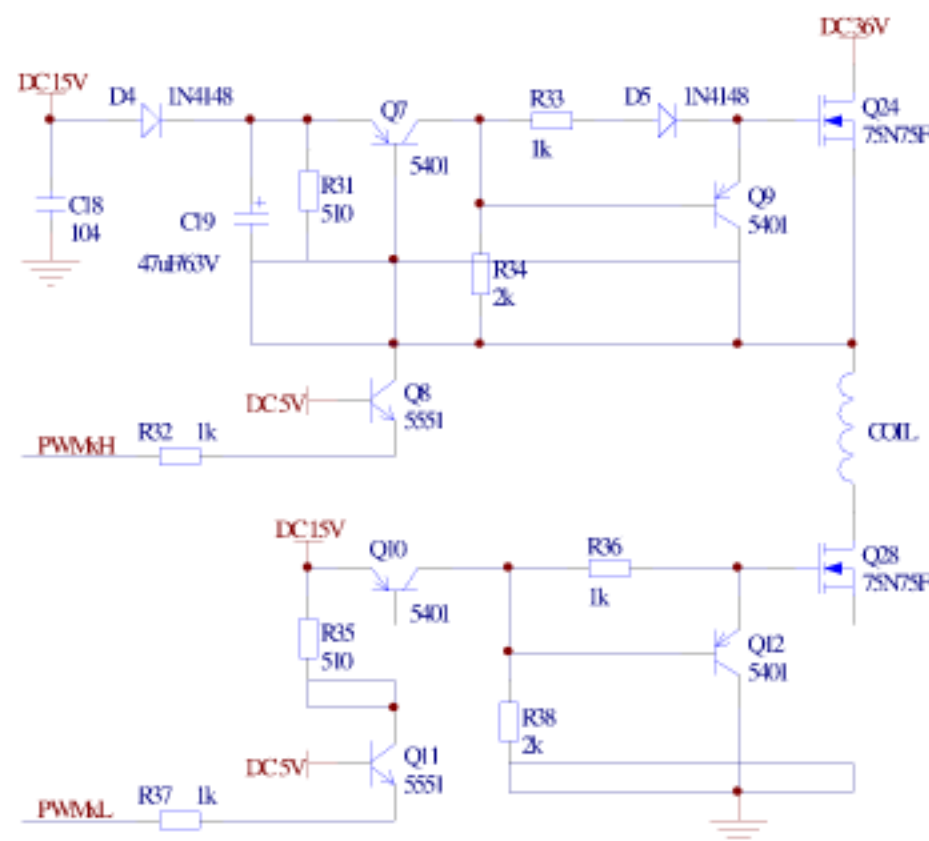 DC36V
DC15V
D4 1N4148
Q7
5401
R33
1k
D5 1N4148
Q24
75N75F
C18
104
C19
47uF/63V
R31
510
Q9
5401
R34
2k
DC5V
Q8
5551
PWMxH
R32 1k
COIL
DC15V
Q10
5401
R36
1k
Q28
75N75F
R35
510
Q12
5401
R38
2k
DC5V
Q11
5551
PWMxL
R37 1k